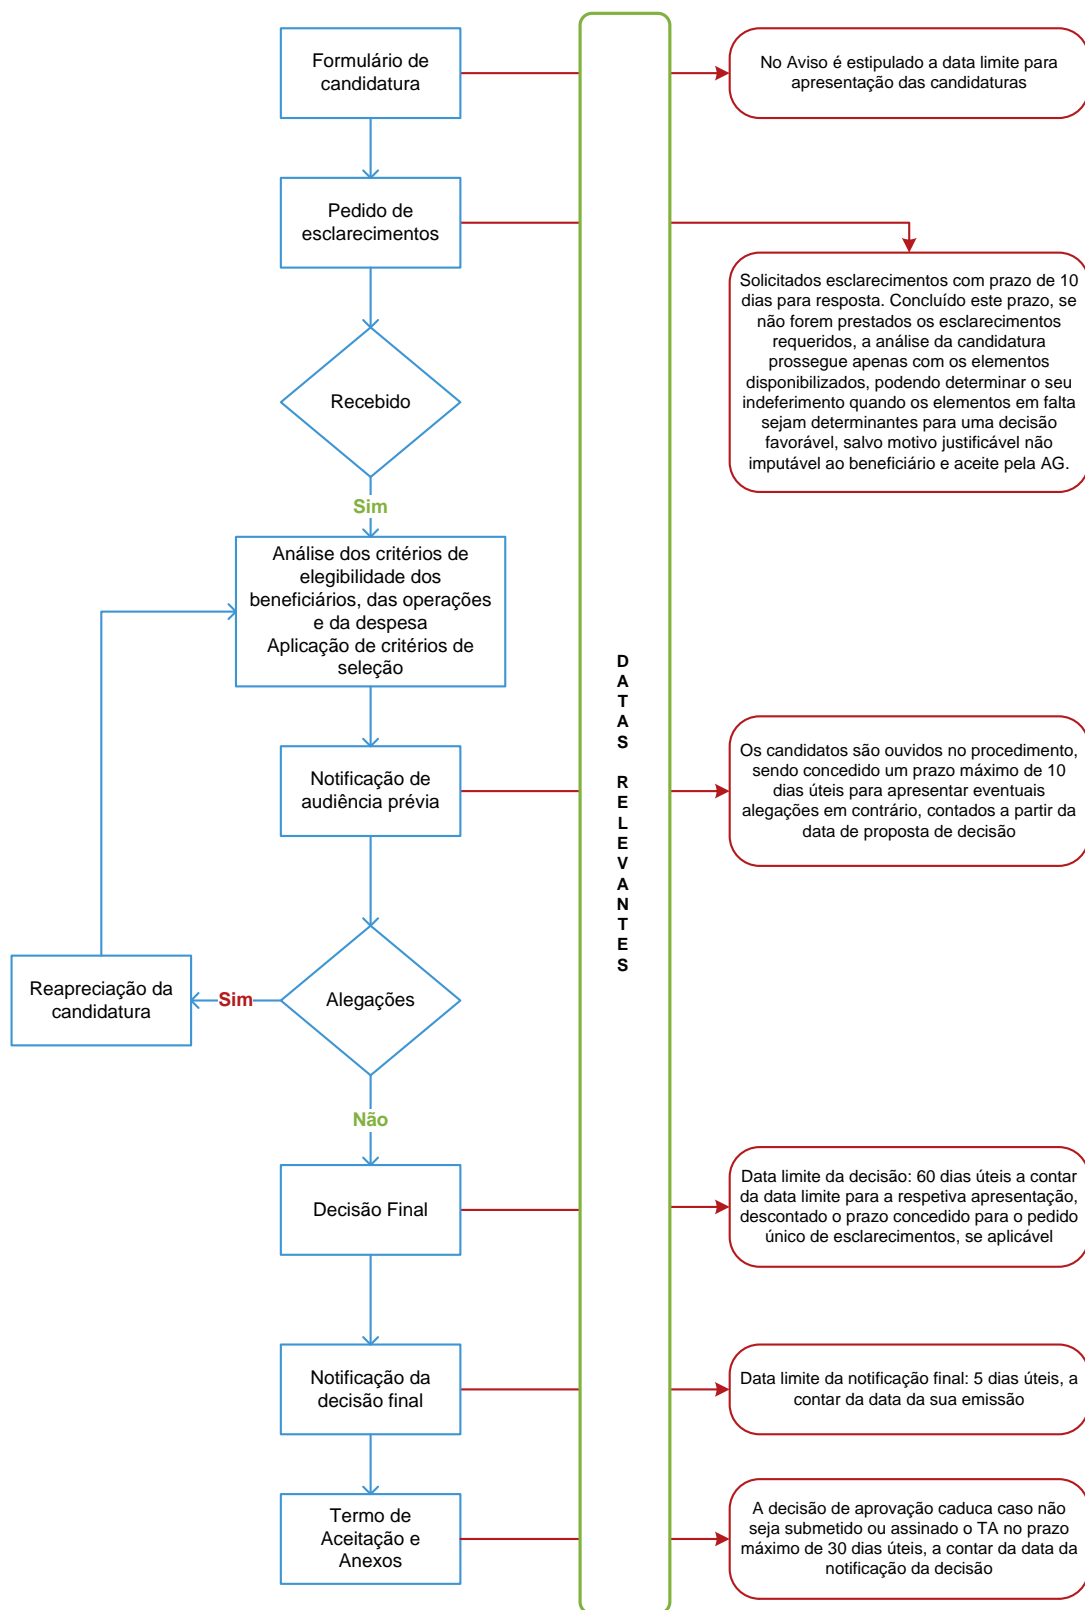 Formulário de
candidatura
No Aviso é estipulado a data limite para
apresentação das candidaturas
Pedido de
esclarecimentos
Solicitados esclarecimentos com prazo de 10
dias para resposta. Concluído este prazo, se
não forem prestados os esclarecimentos
requeridos, a análise da candidatura
prossegue apenas com os elementos
disponibilizados, podendo determinar o seu
indeferimento quando os elementos em falta
sejam determinantes para uma decisão
favorável, salvo motivo justificável não
imputável ao beneficiário e aceite pela AG.
Recebido
Sim
Análise dos critérios de
elegibilidade dos
beneficiários, das operações
e da despesa
Aplicação de critérios de
seleção
DATAS RELEVANTES
Notificação de
audiência prévia
Os candidatos são ouvidos no procedimento,
sendo concedido um prazo máximo de 10
dias úteis para apresentar eventuais
alegações em contrário, contados a partir da
data de proposta de decisão
Alegações
Sim
Reapreciação da
candidatura
Não
Decisão Final
Data limite da decisão: 60 dias úteis a contar
da data limite para a respetiva apresentação,
descontado o prazo concedido para o pedido
único de esclarecimentos, se aplicável
Notificação da
decisão final
Data limite da notificação final: 5 dias úteis, a
contar da data da sua emissão
Termo de
Aceitação e
Anexos
A decisão de aprovação caduca caso não
seja submetido ou assinado o TA no prazo
máximo de 30 dias úteis, a contar da data da
notificação da decisão